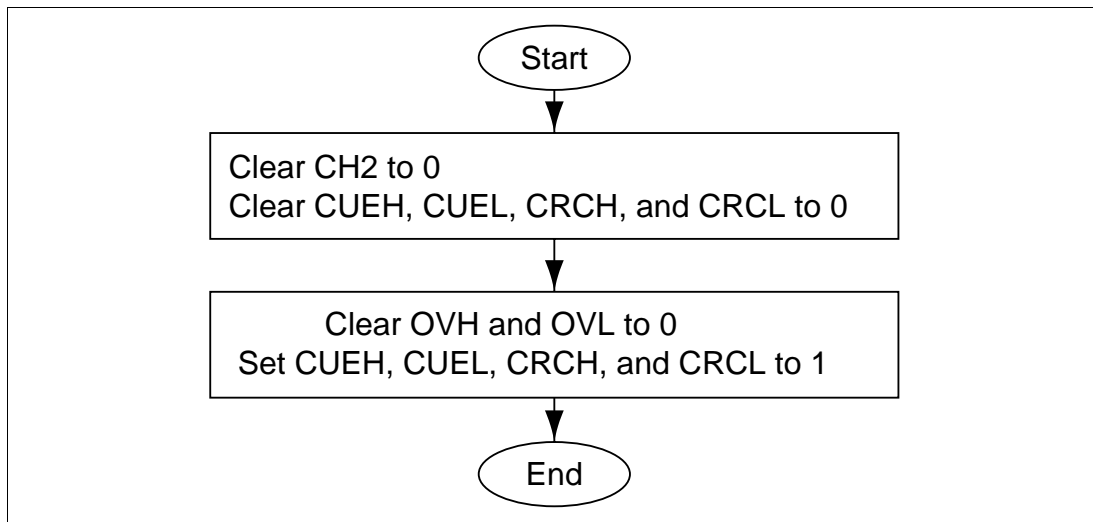 Start
Clear CH2 to 0
Clear CUEH, CUEL, CRCH, and CRCL to 0
Clear OVH and OVL to 0
Set CUEH, CUEL, CRCH, and CRCL to 1
End